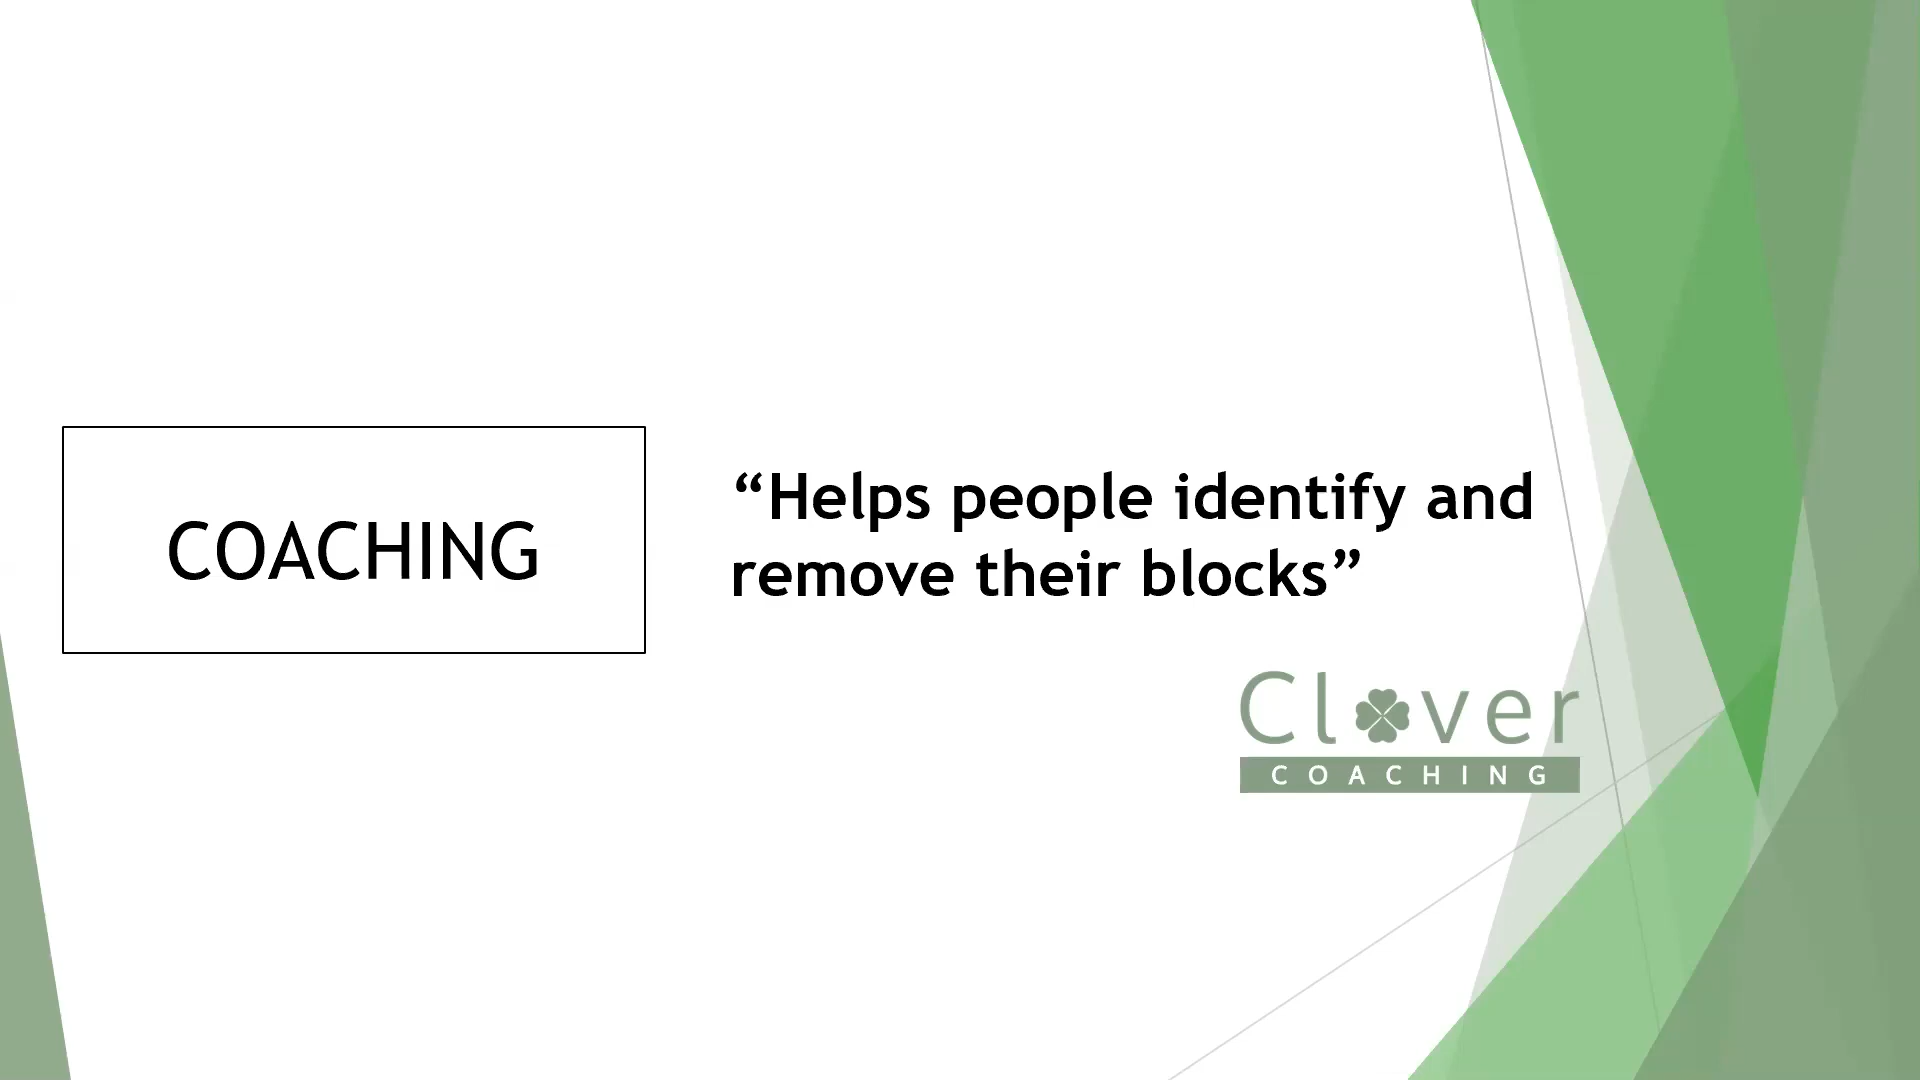 COACHING
“Helps people identify and
remove their blocks”
Clover
COACHING